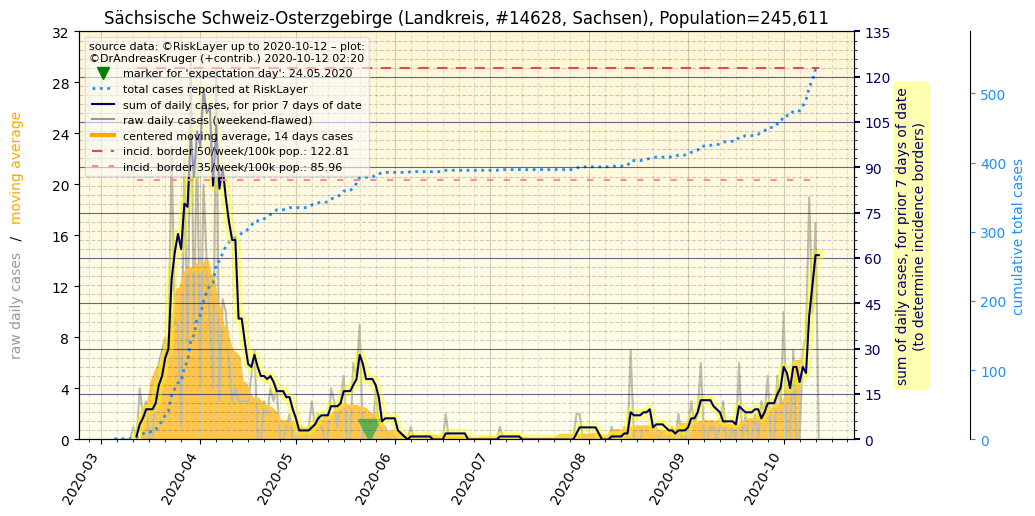 Sächsische Schweiz-Osterzgebirge (Landkreis, #14628, Sachsen), Population=245,611
source data: ©RiskLayer up to 2020-10-12 – plot:
©DrAndreasKruger (+contrib.) 2020-10-12 02:20
marker for 'expectation day': 24.05.2020
total cases reported at RiskLayer
sum of daily cases, for prior 7 days of date
raw daily cases (weekend-flawed)
centered moving average, 14 days cases
incid. border 50/week/100k pop.: 122.81
incid. border 35/week/100k pop.: 85.96
raw daily cases / moving average
32
28
24
20
16
12
8
4
0
135
120
105
90
75
60
45
30
15
0
sum of daily cases, for prior 7 days of date
(to determine incidence borders)
500
400
300
200
100
0
cumulative total cases
2020-03
2020-04
2020-05
2020-06
2020-07
2020-08
2020-09
2020-10